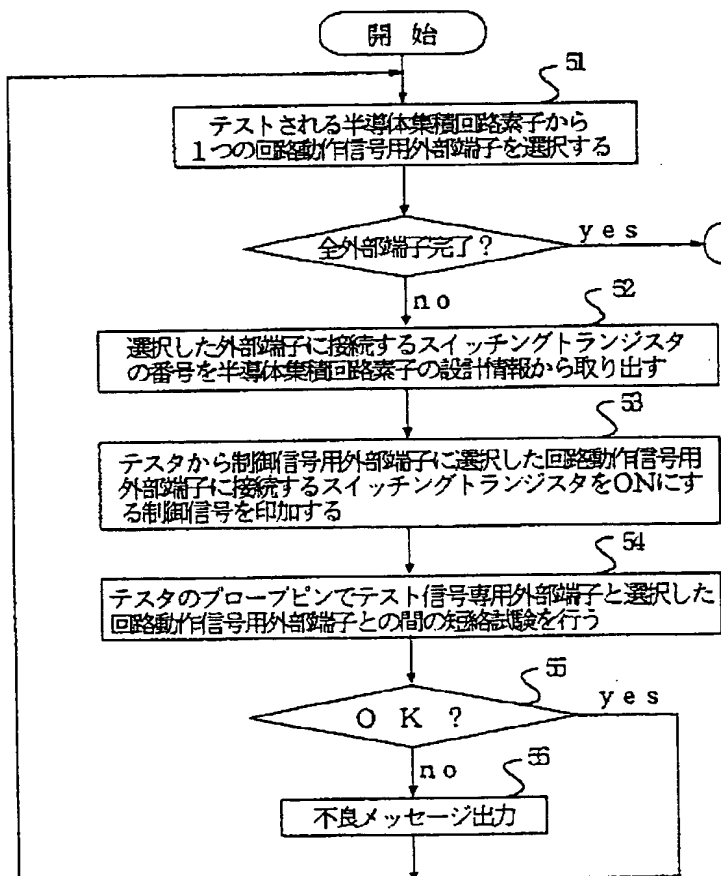 開 始
51
テストされる半導体集積回路素子から
1つの回路動作信号用外部端子を選択する
全外部端子完了？
yes
no
52
選択した外部端子に接続するスイッチングトランジスタ
の番号を半導体集積回路素子の設計情報から取り出す
53
テスタから制御信号用外部端子に選択した回路動作信号用
外部端子に接続するスイッチングトランジスタをONにす
る制御信号を印加する
54
テスタのプローブピンでテスト信号専用外部端子と選択した
回路動作信号用外部端子との間の短絡試験を行う
55
O K ?
yes
no
56
不良メッセージ出力